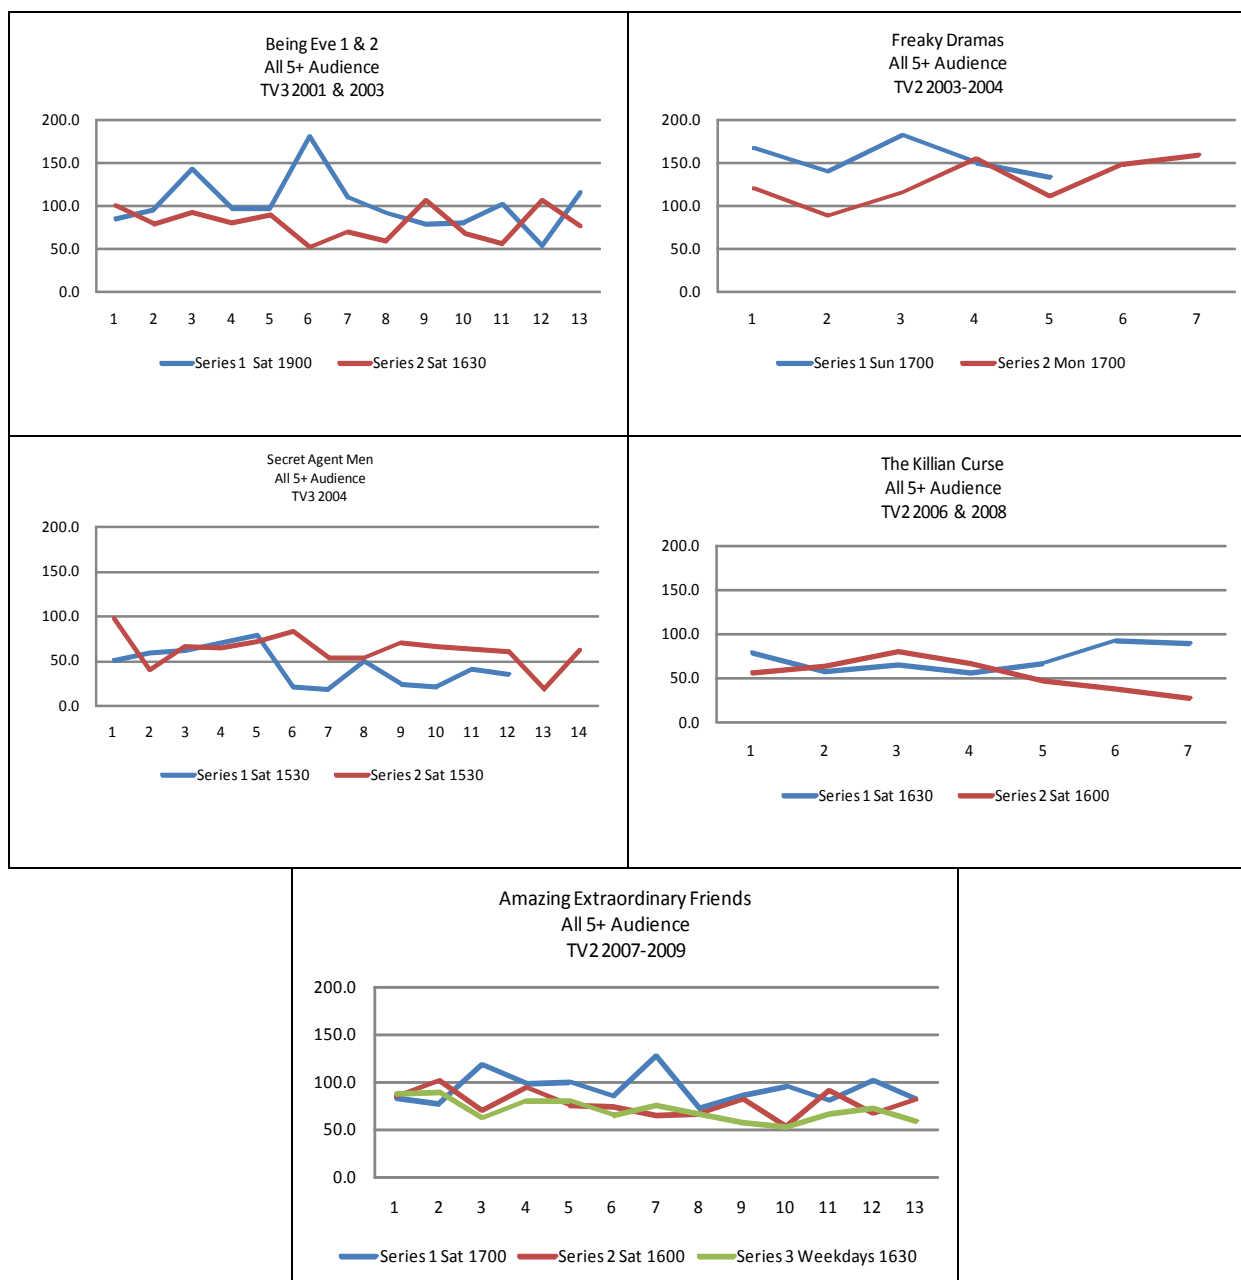 Being Eve 1 & 2
All 5+ Audience
TV3 2001 & 2003
200.0
150.0
100.0
50.0
0.0
1 2 3 4 5 6 7 8 9 10 11 12 13
Series 1 Sat 1900 Series 2 Sat 1630
Freaky Dramas
All 5+ Audience
TV2 2003-2004
200.0
150.0
100.0
50.0
0.0
1 2 3 4 5 6 7
Series 1 Sun 1700 Series 2 Mon 1700
Secret Agent Men
All 5+ Audience
TV3 2004
200.0
150.0
100.0
50.0
0.0
1 2 3 4 5 6 7 8 9 10 11 12 13 14
Series 1 Sat 1530 Series 2 Sat 1530
The Killian Curse
All 5+ Audience
TV2 2006 & 2008
200.0
150.0
100.0
50.0
0.0
1 2 3 4 5 6 7
Series 1 Sat 1630 Series 2 Sat 1600
Amazing Extraordinary Friends
All 5+ Audience
TV2 2007-2009
200.0
150.0
100.0
50.0
0.0
1 2 3 4 5 6 7 8 9 10 11 12 13
Series 1 Sat 1700 Series 2 Sat 1600 Series 3 Weekdays 1630